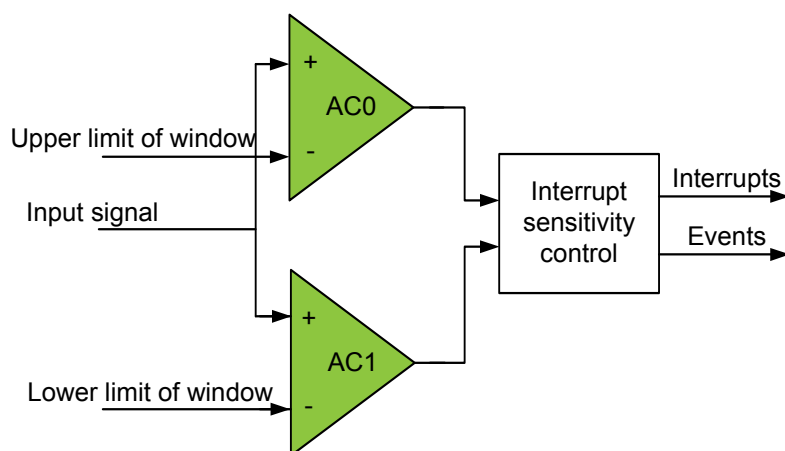 +
AC0
-
Upper limit of window
Input signal
Interrupt
sensitivity
control
Interrupts
Events
+
AC1
-
Lower limit of window